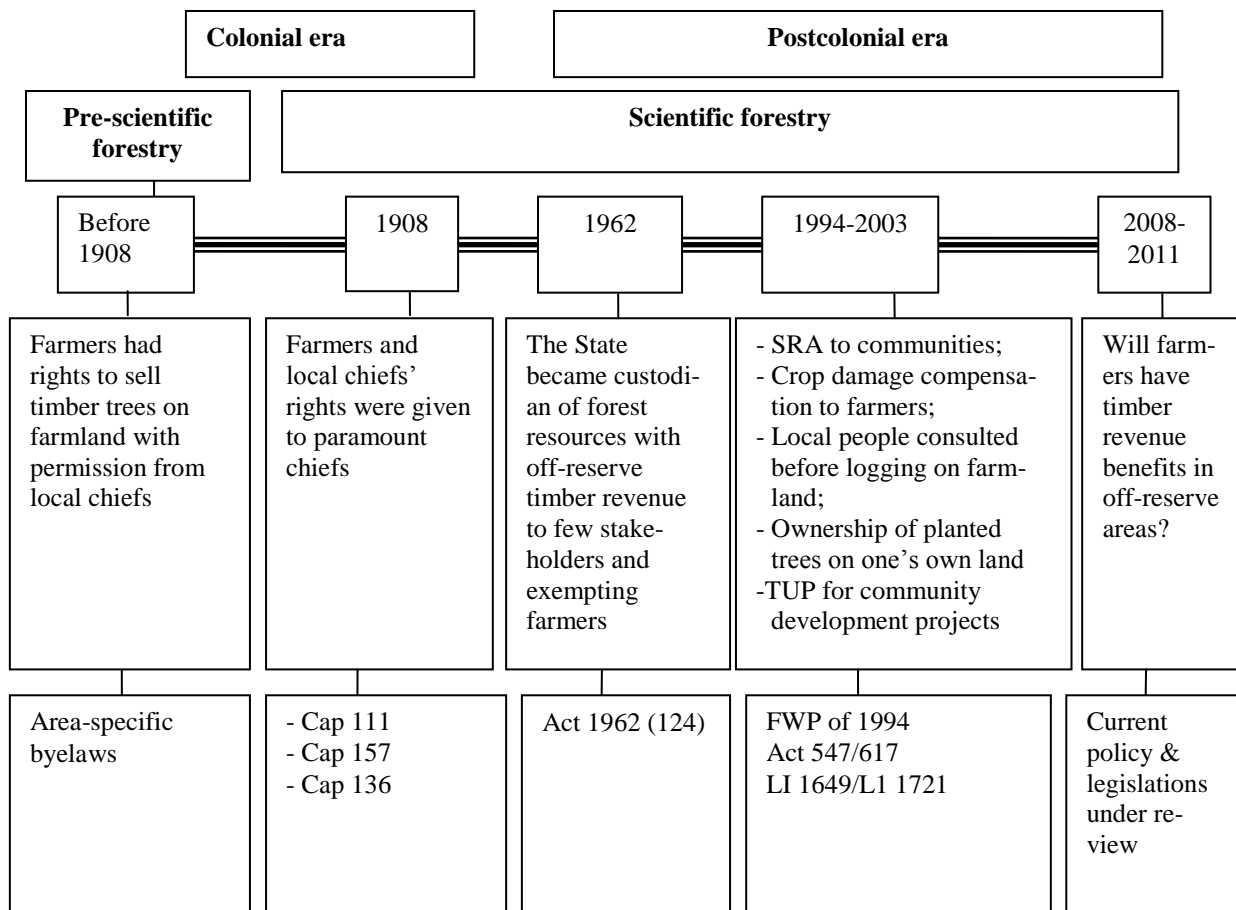 Colonial era
Postcolonial era
Pre-scientific
forestry
Scientific forestry
Before
1908
1908
1962
1994-2003
2008-
2011
Farmers had
rights to sell
timber trees on
farmland with
permission from
local chiefs
Farmers and
local chiefs’
rights were given
to paramount
chiefs
The State
became custodi-
an of forest
resources with
off-reserve
timber revenue
to few stake-
holders and
exempting
farmers
- SRA to communities;
- Crop damage compensa-
tion to farmers;
- Local people consulted
before logging on farm-
land;
- Ownership of planted
trees on one’s own land
-TUP for community
development projects
Will farm-
ers have
timber
revenue
benefits in
off-reserve
areas?
Area-specific
byelaws
- Cap 111
- Cap 157
- Cap 136
Act 1962 (124)
FWP of 1994
Act 547/617
LI 1649/L1 1721
Current
policy &
legislations
under re-
view